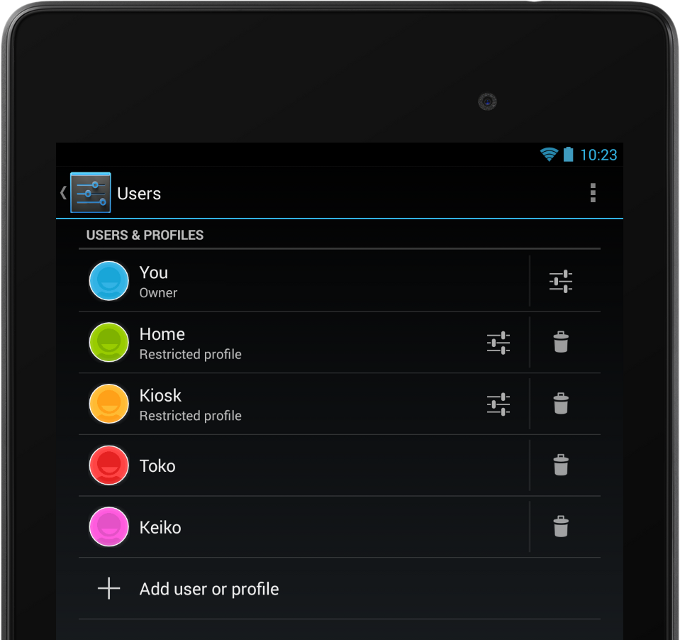 10:23
Users
USERS & PROFILES
You
Owner
Home
Restricted profile
Kiosk
Restricted profile
Toko
Keiko
Add user or profile